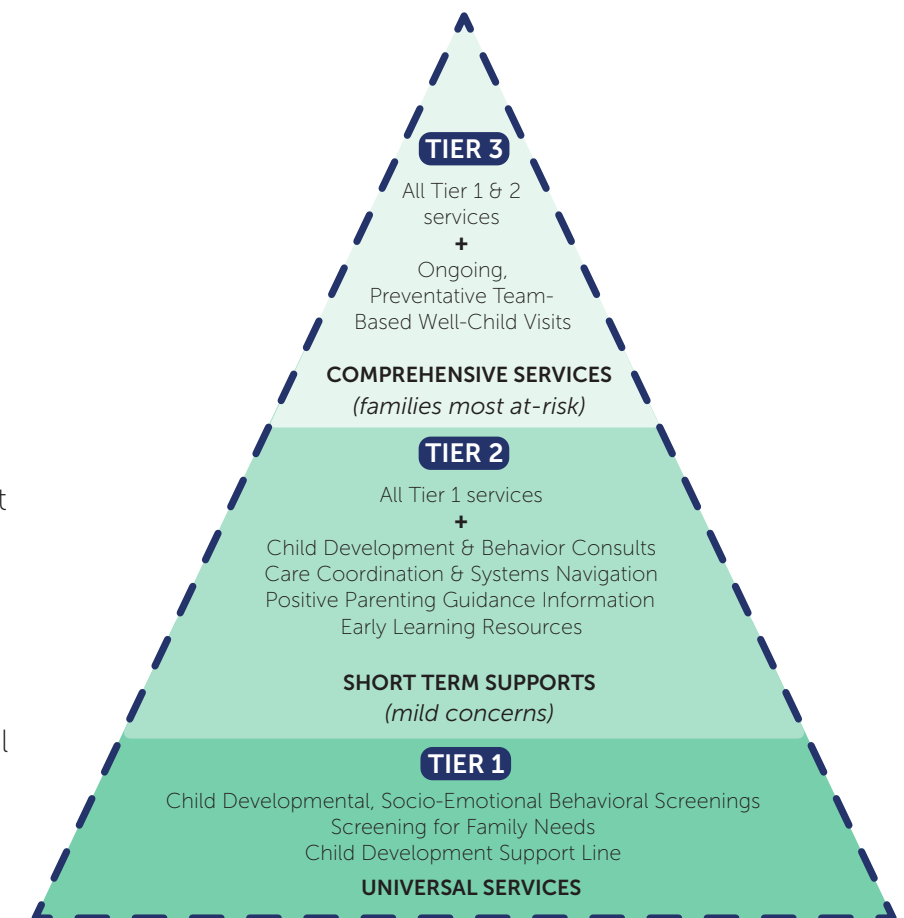 TIER 3
All Tier 1 & 2
services
+
Ongoing,
Preventative Team-
Based Well-Child Visits
COMPREHENSIVE SERVICES
(families most at-risk)
TIER 2
t
All Tier 1 services
+
Child Development & Behavior Consults
Care Coordination & Systems Navigation
Positive Parenting Guidance Information
Early Learning Resources
SHORT TERM SUPPORTS
(mild concerns)
l
TIER 1
Child Developmental, Socio-Emotional Behavioral Screenings
Screening for Family Needs
Child Development Support Line
UNIVERSAL SERVICES